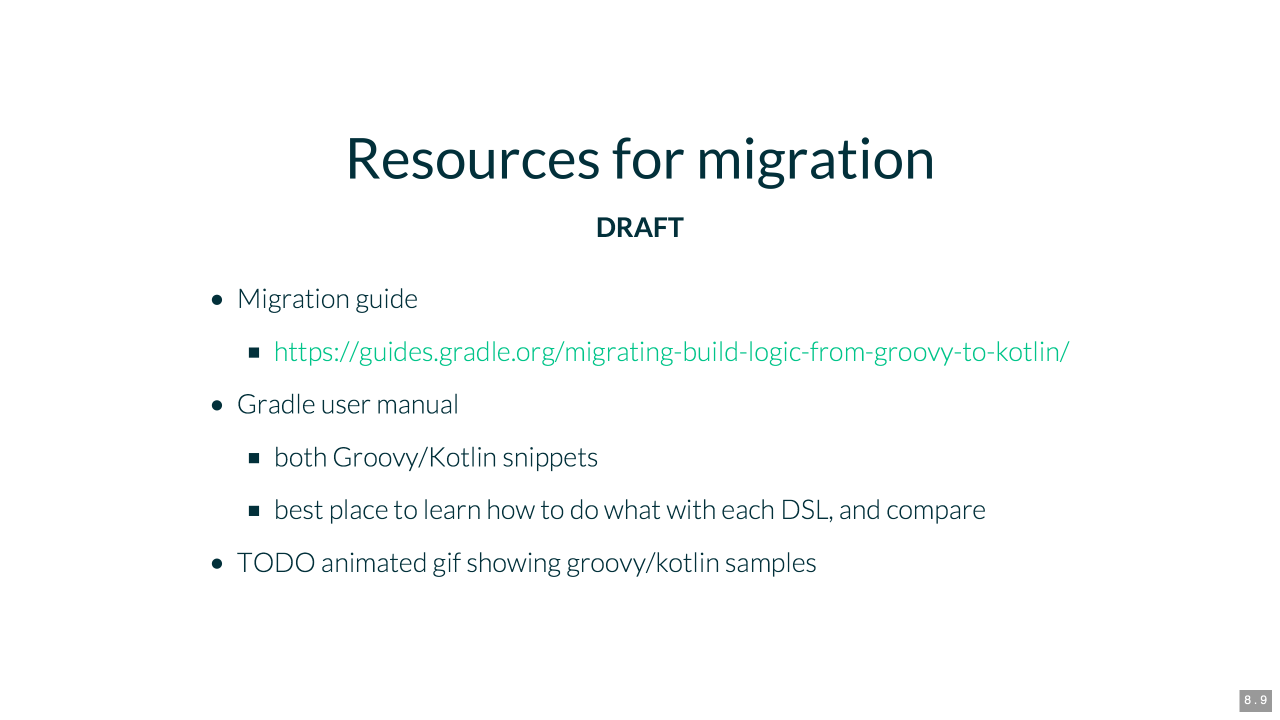 Resources for migration
DRAFT
Migration guide
https://guides.gradle.org/migrating-build-logic-from-groovy-to-kotlin/
Gradle user manual
both Groovy/Kotlin snippets
best place to learn how to do what with each DSL, and compare
TODO animated gif showing groovy/kotlin samples
8.9